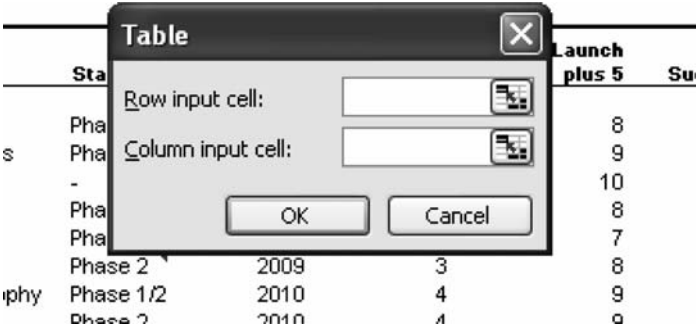 Table
Launch
Sta plus 5 Su
Row input cell:
Pha 8
s Pha Column input cell: 9
- 10
Pha OK Cancel 8
Pha 7
Phase 2 2009 3 8
phy Phase 1/2 2010 4 9
Phase 2 2010 4 9